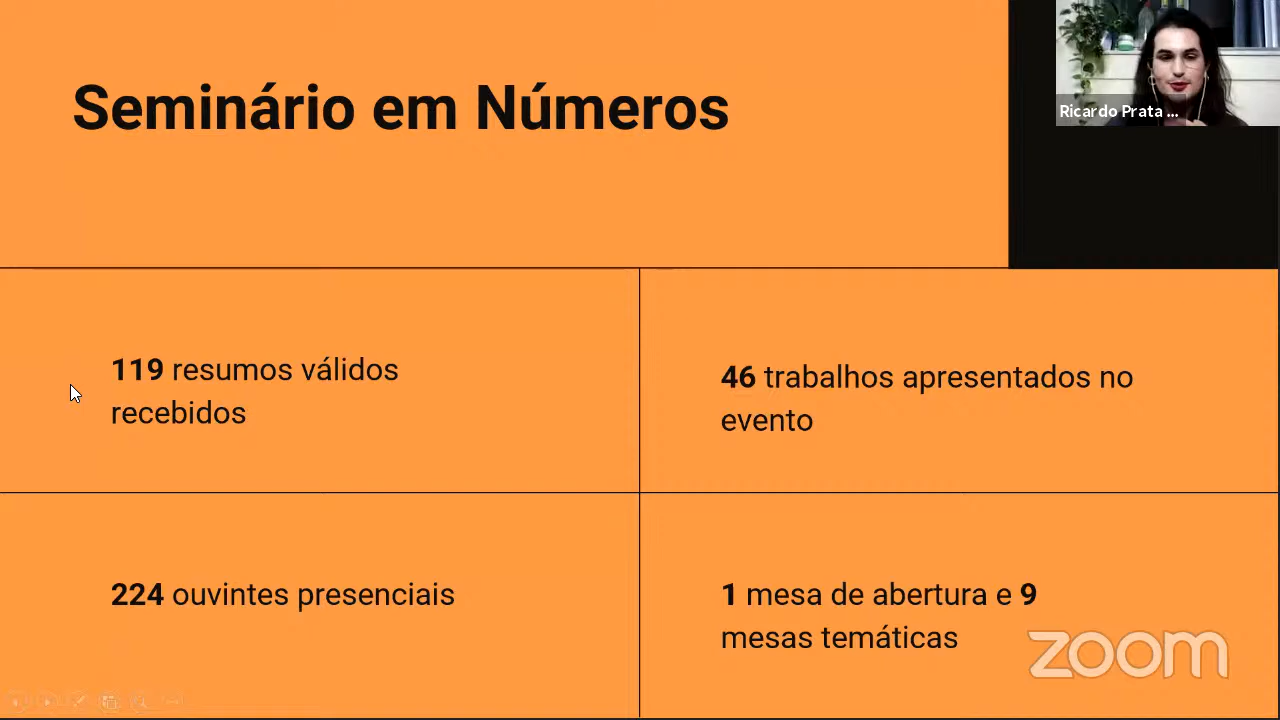 Seminário em Números
Ricardo Prata ...
119 resumos válidos
recebidos
46 trabalhos apresentados no
evento
224 ouvintes presenciais
1 mesa de abertura e 9
mesas temáticas
zoom